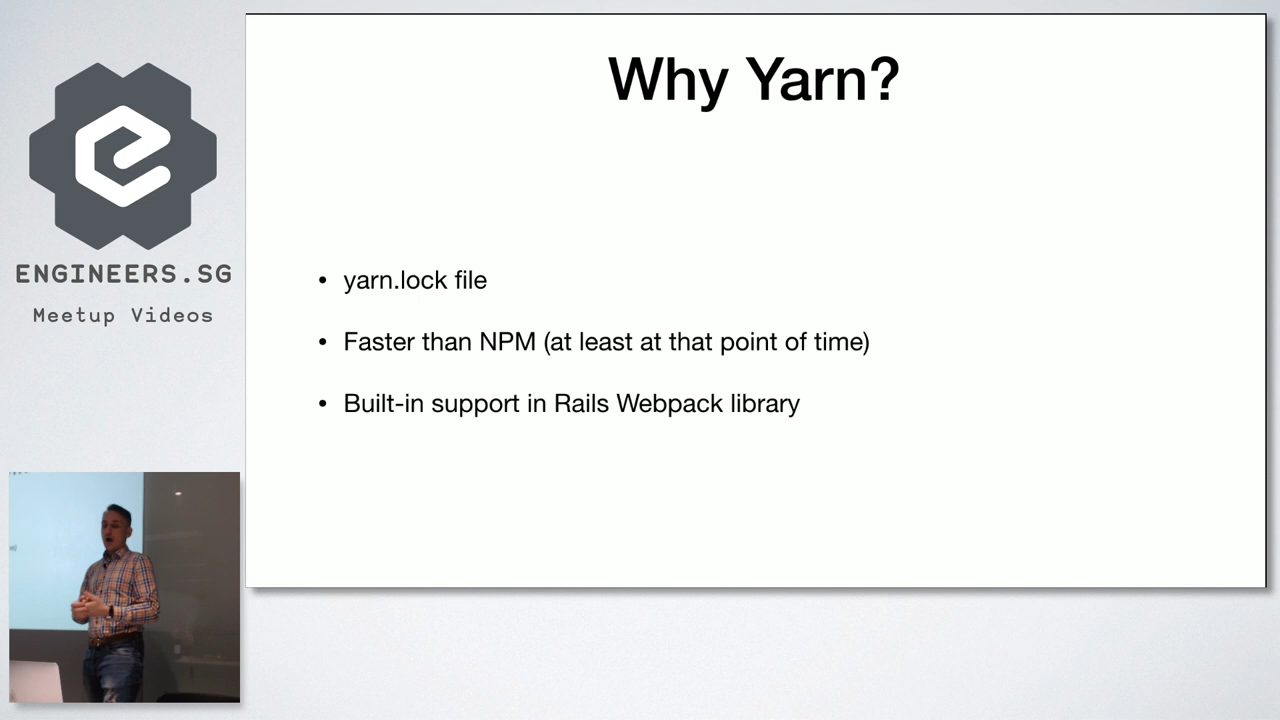 Why Yarn?
• yarn.lock file
• Faster than NPM (at least at that point of time)
• Built-in support in Rails Webpack library
ENGINEERS.SG
Meetup Videos